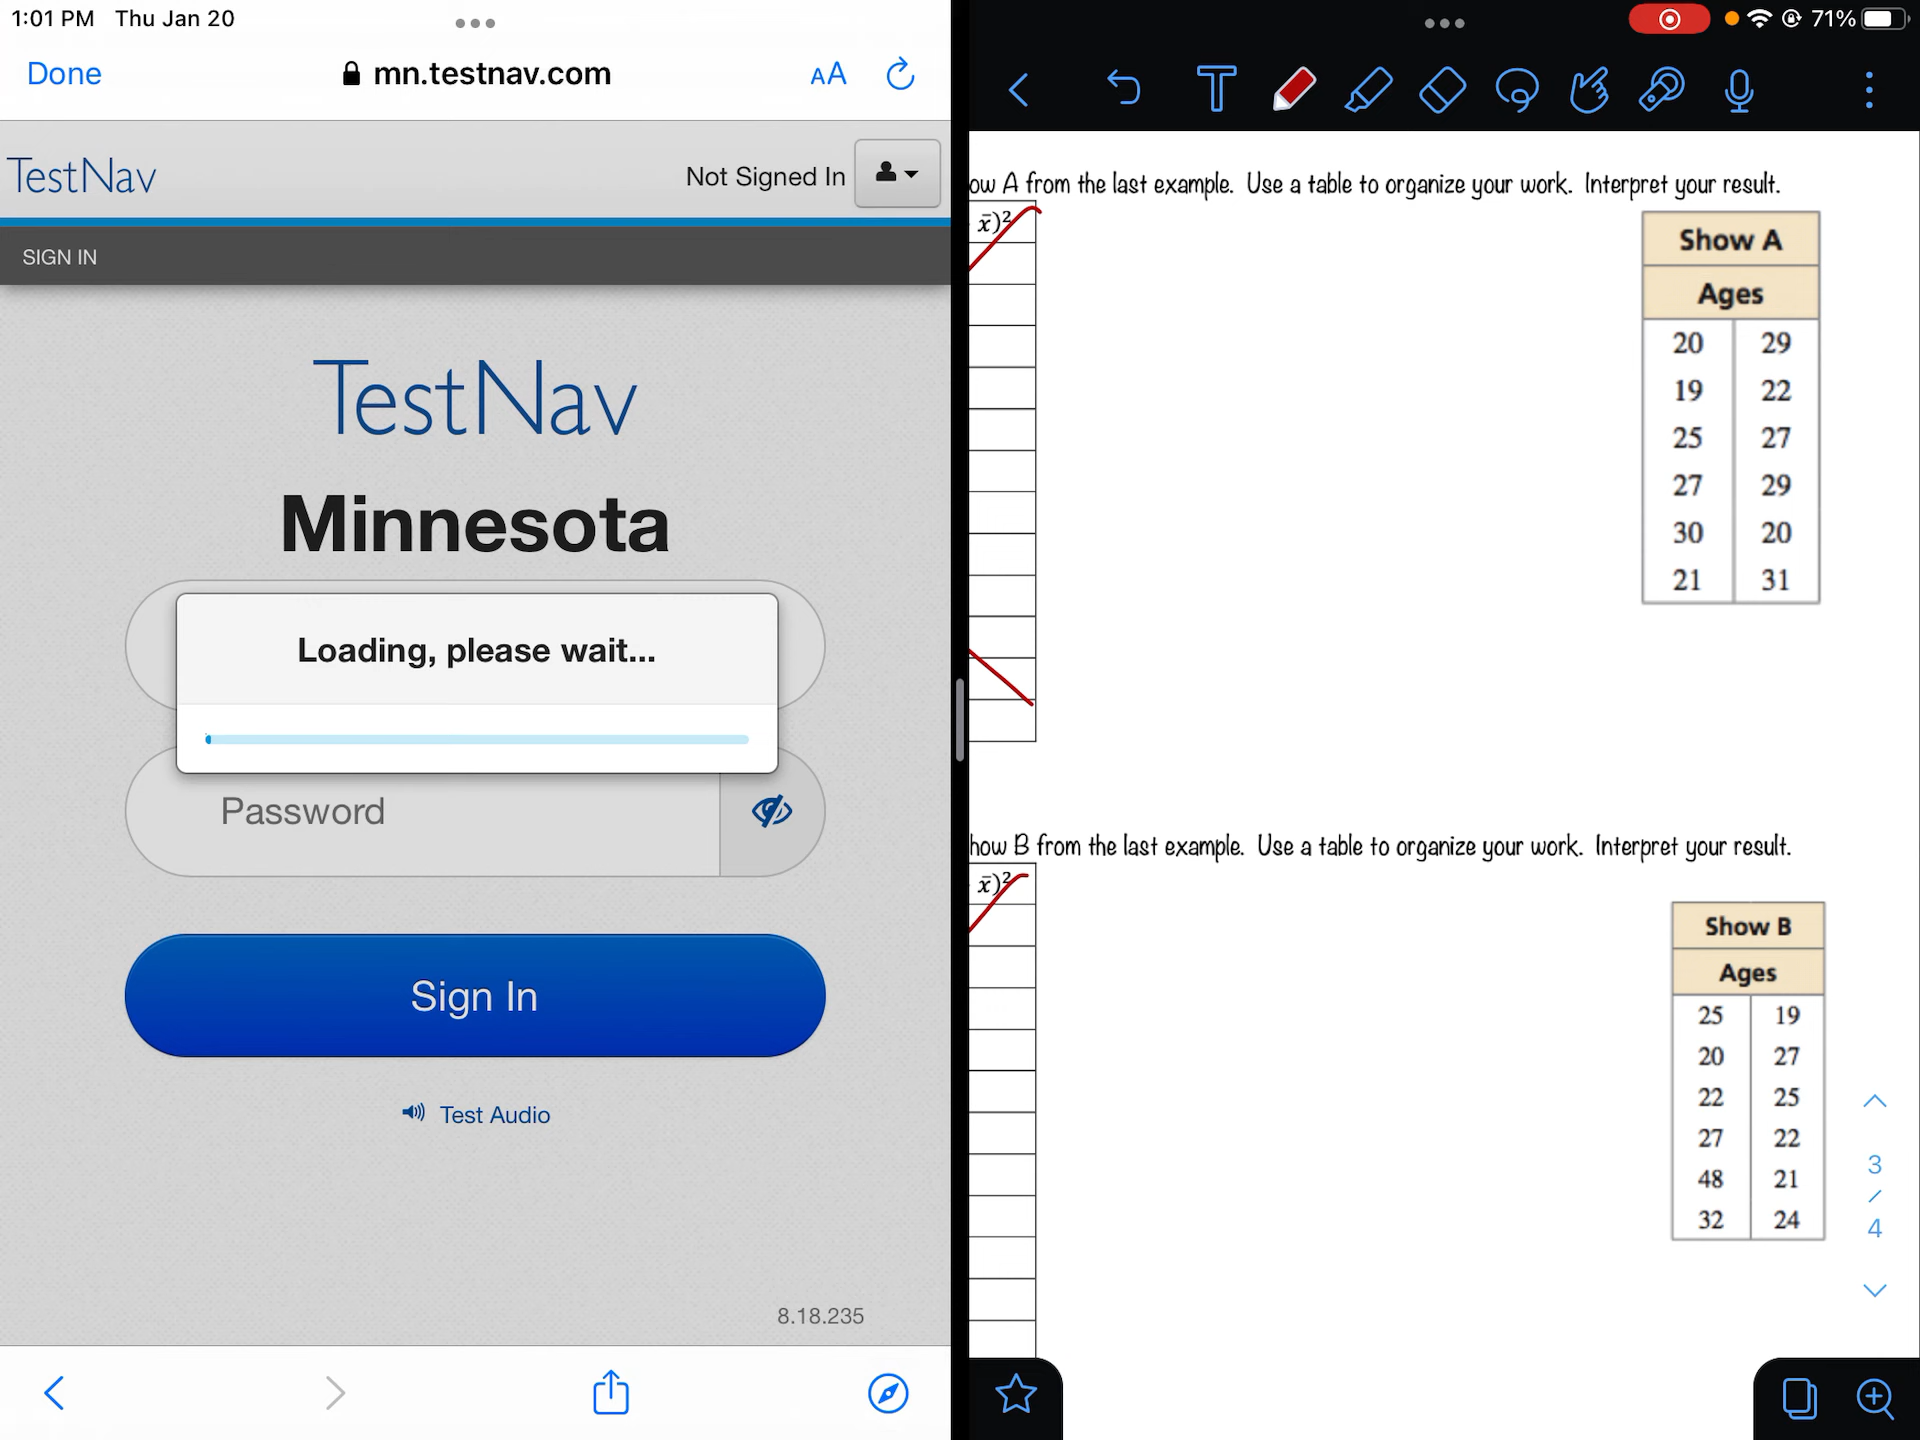 1:01 PM Thu Jan 20
Done
mn.testnav.com
AA
TestNav
Not Signed In
SIGN IN
TestNav
Minnesota
Loading, please wait...
Password
Sign In
Test Audio
8.18.235
71%
T
ow A from the last example. Use a table to organize your work. Interpret your result.
x̄)²
Show A
Ages
20 29
19 22
25 27
27 29
30 20
21 31
how B from the last example. Use a table to organize your work. Interpret your result.
x̄)²
Show B
Ages
25 19
20 27
22 25
27 22
48 21
32 24
3
/
4